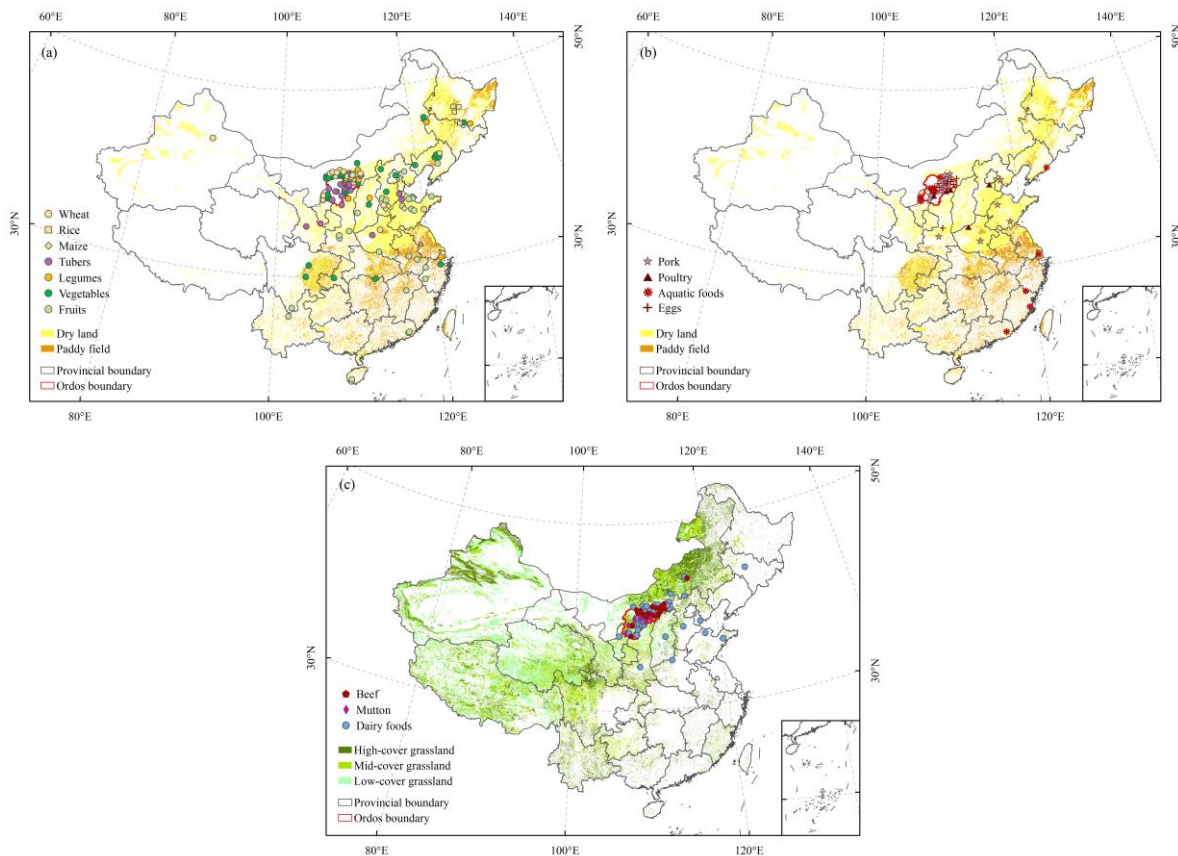 60°E 100°E 120°E 140°E
(a)
50°N
30°N
30°N
Wheat
Rice
Maize
Tubers
Legumes
Vegetables
Fruits
Dry land
Paddy field
Provincial boundary
Ordos boundary
80°E 100°E 120°E
60°E 100°E 120°E 140°E
(b)
50°N
30°N
30°N
Pork
Poultry
Aquatic foods
Eggs
Dry land
Paddy field
Provincial boundary
Ordos boundary
80°E 100°E 120°E
60°E 100°E 120°E 140°E
(c)
50°N
30°N
30°N
Beef
Mutton
Dairy foods
High-cover grassland
Mid-cover grassland
Low-cover grassland
Provincial boundary
Ordos boundary
80°E 100°E 120°E